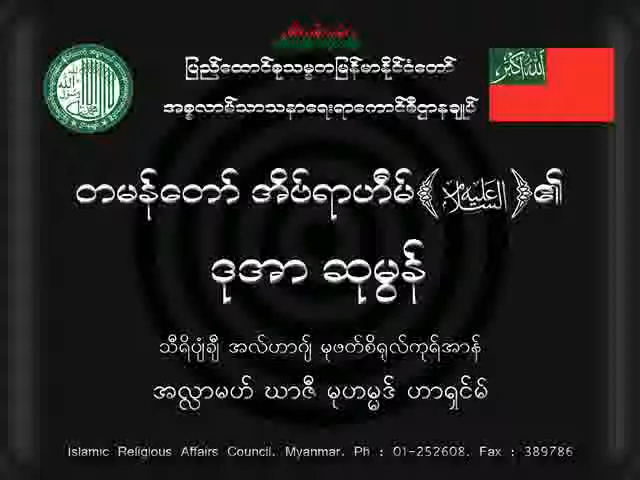 ပြည်ထောင်စုသမ္မတမြန်မာနိုင်ငံတော်
အစ္စလာမ်သာသနာရေးရာကောင်စီဌာနချုပ်
الله أكبر
တမန်တော် အိပ်ရာဟီမ်﴾عليه السلام﴿၏
ဒုအာ ဆုမွန်
သီရိပျံချီ အလ်ဟာဂျ် မုဖတ်စိရုလ်ကုရ်အာန်
အလ္လာမဟ် ဃာဇီ မုဟမ္မဒ် ဟာရှင်မ်
Islamic Religious Affairs Council. Myanmar. Ph : 01-252608. Fax : 389786